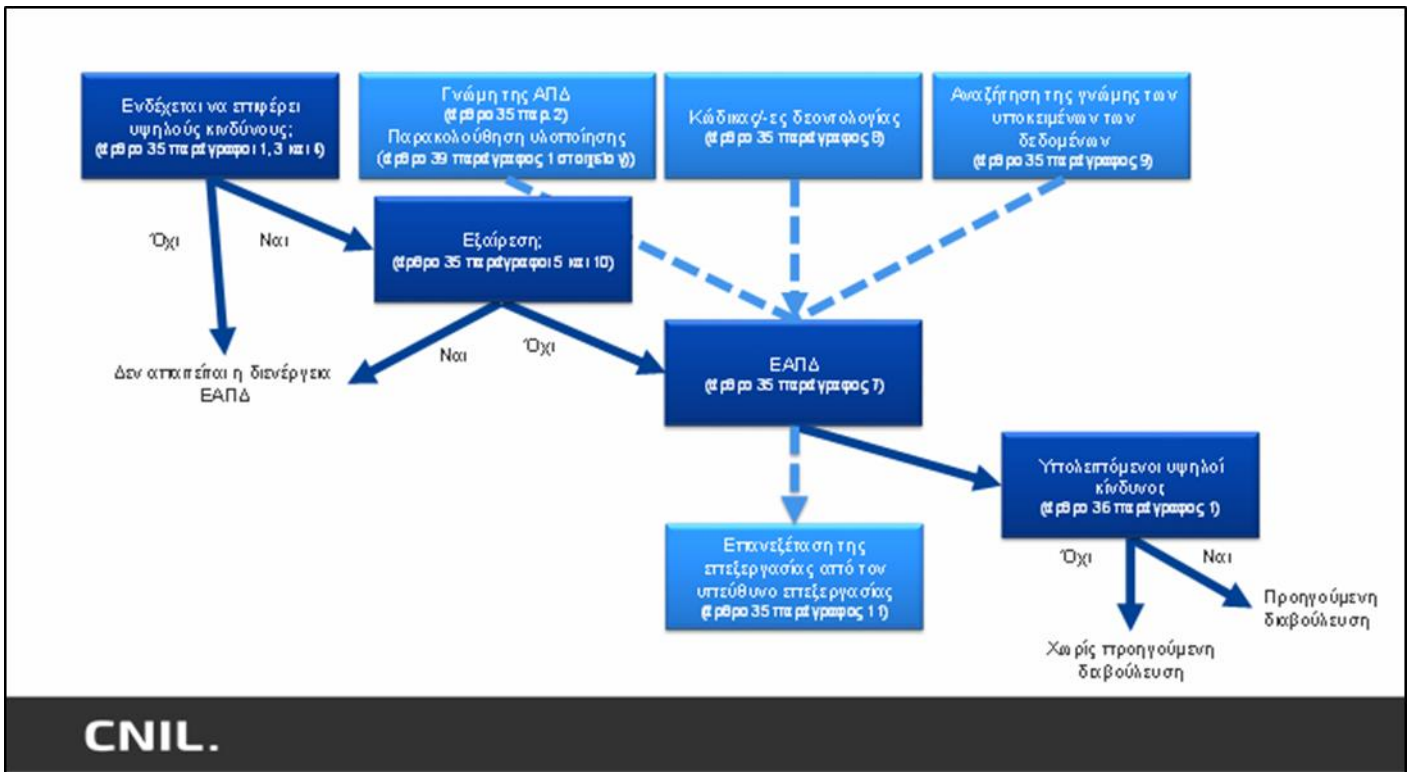 Ενδέχεται να επιφέρει
υψηλούς κινδύνους;
(άρθρο 35 παράγραφοι 1, 3 και 4)
Γνώμη της ΑΠΔ
(άρθρο 35 παρ. 2)
Παρακολούθηση υλοποίησης
(άρθρο 39 παράγραφος 1 στοιχείο γ))
Κώδικας/-ες δεοντολογίας
(άρθρο 35 παράγραφος 8)
Αναζήτηση της γνώμης των
υποκειμένων των
δεδομένων
(άρθρο 35 παράγραφος 9)
Όχι
Ναι
Εξαίρεση;
(άρθρο 35 παράγραφοι 5 και 10)
Ναι
Όχι
Δεν απαιτείται η διενέργεια
ΕΑΠΔ
ΕΑΠΔ
(άρθρο 35 παράγραφος 7)
Υπολειπόμενοι υψηλοί
κίνδυνοι;
(άρθρο 36 παράγραφος 1)
Επανεξέταση της
επεξεργασίας από τον
υπεύθυνο επεξεργασίας
(άρθρο 35 παράγραφος 11)
Όχι
Ναι
Προηγούμενη
διαβούλευση
Χωρίς προηγούμενη
διαβούλευση
CNIL.